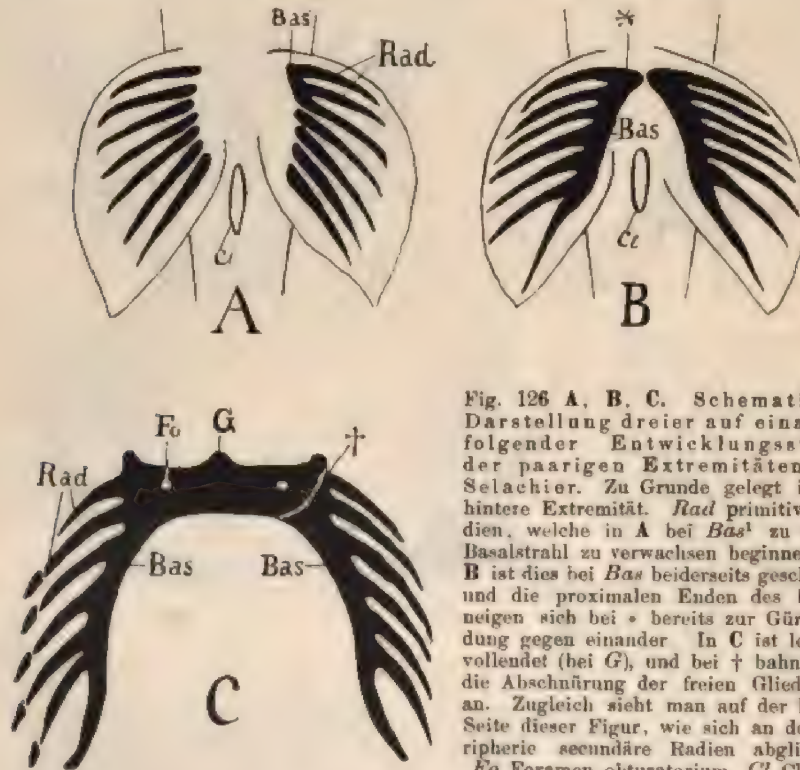 Bas
Rad
Cl
A
*
Bas
Cl
B
Fo
G
†
Rad
Bas
Bas
C
Fig. 126 A, B, C. Schemat
Darstellung dreier auf eina
folgender Entwicklungss
der paarigen Extremitäten
Selachier. Zu Grunde gelegt i
hintere Extremität. Rad primitiv
dien, welche in A bei Bas¹ zu
Basalstrahl zu verwachsen beginne
B ist dies bei Bas beiderseits gesch
und die proximalen Enden des
neigen sich bei * bereits zur Gür
dung gegen einander In C ist le
vollendet (bei G), und bei † bahn
die Abschnürung der freien Glied
an. Zugleich sieht man auf der
Seite dieser Figur, wie sich an de
ripherie secundäre Radien abgli
Fo Foramen obturatorium, Cl Cl